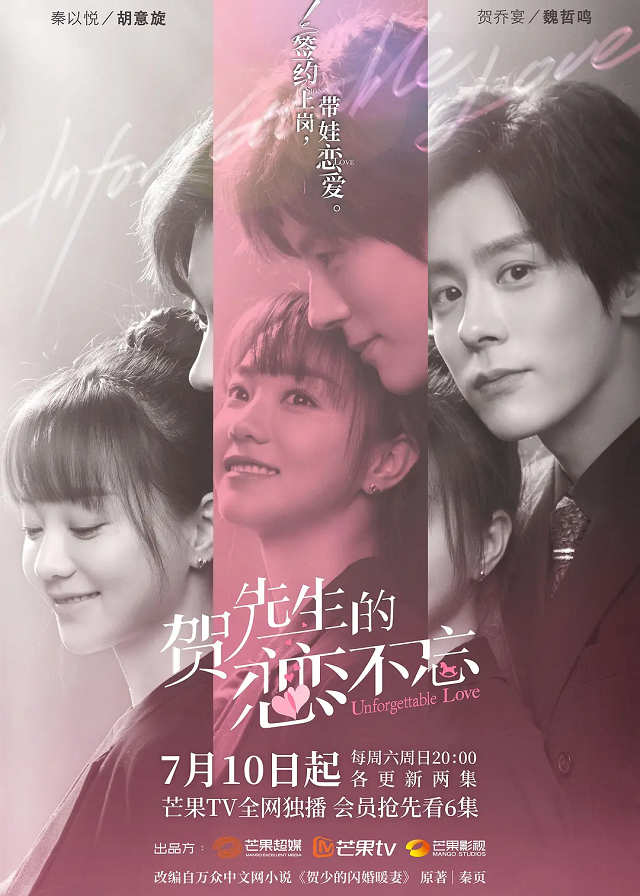 秦以悦/胡意旋
贺乔宴/魏哲鸣
签约上岗，
带娃恋爱。
LOVE
Unforgettable Love
贺先生的
恋不忘
Unforgettable Love
7月10日起
每周六周日20:00
各更新两集
芒果TV全网独播 会员抢先看6集
出品方：
芒果超媒
MANGO EXCELLENT MEDIA
芒果tv
芒果影视
MANGO STUDIOS
改编自万众中文网小说《贺少的闪婚暖妻》 原著｜秦页